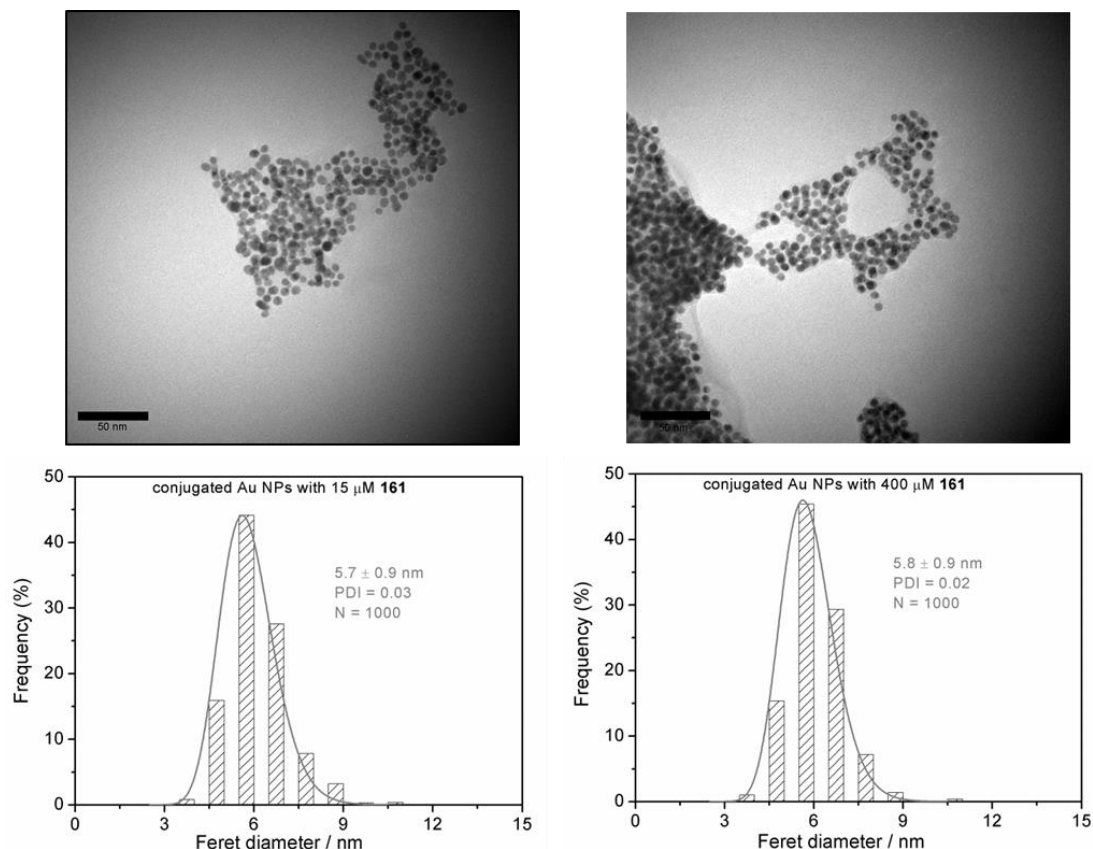 50 nm
50 nm
conjugated Au NPs with 15 μM 161
5.7 ± 0.9 nm
PDI = 0.03
N = 1000
Frequency (%)
50
40
30
20
10
0
0 3 6 9 12 15
Feret diameter / nm
conjugated Au NPs with 400 μM 161
5.8 ± 0.9 nm
PDI = 0.02
N = 1000
Frequency (%)
50
40
30
20
10
0
0 3 6 9 12 15
Feret diameter / nm